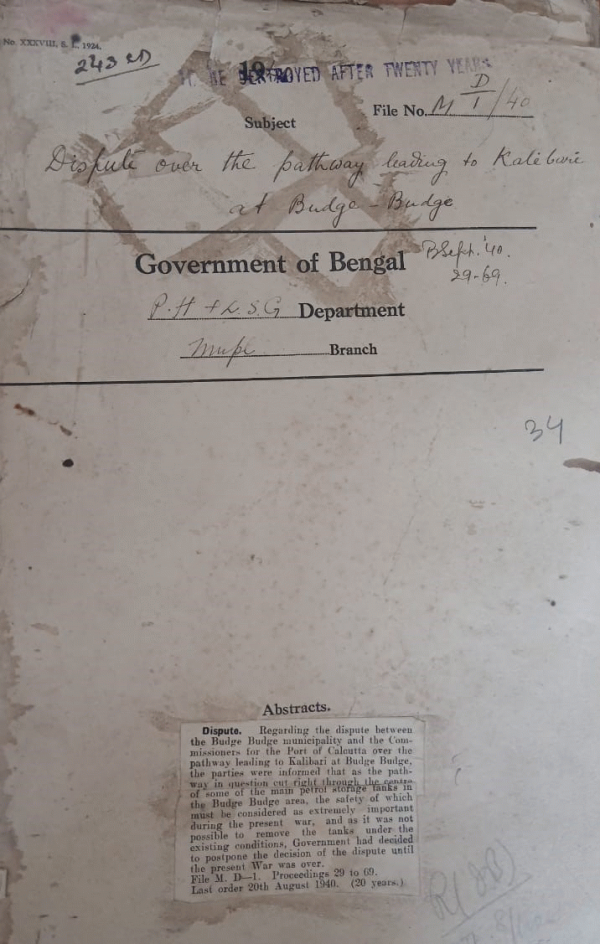 No. XXXVIII, S. L. 1924.
243 RD
TO BE DESTROYED AFTER TWENTY YEARS
19
File No. M D/1/40
Subject
Dispute over the pathway leading to Kalibari
at Budge-Budge
Government of Bengal
B Sept. '40.
29-69.
P.H & L.S.G Department
Branch
34
Abstracts.
Dispute. Regarding the dispute between
the Budge Budge municipality and the Com-
missioners for the Port of Calcutta over the
pathway leading to Kalibari at Budge Budge,
the parties were informed that as the path-
way in question cut right through the centre
of some of the main petrol storage tanks in
the Budge Budge area, the safety of which
must be considered as extremely important
during the present war, and as it was not
possible to remove the tanks under the
existing conditions, Government had decided
to postpone the decision of the dispute until
the present War was over.
File M. D—1. Proceedings 29 to 69.
Last order 20th August 1940. (20 years.)